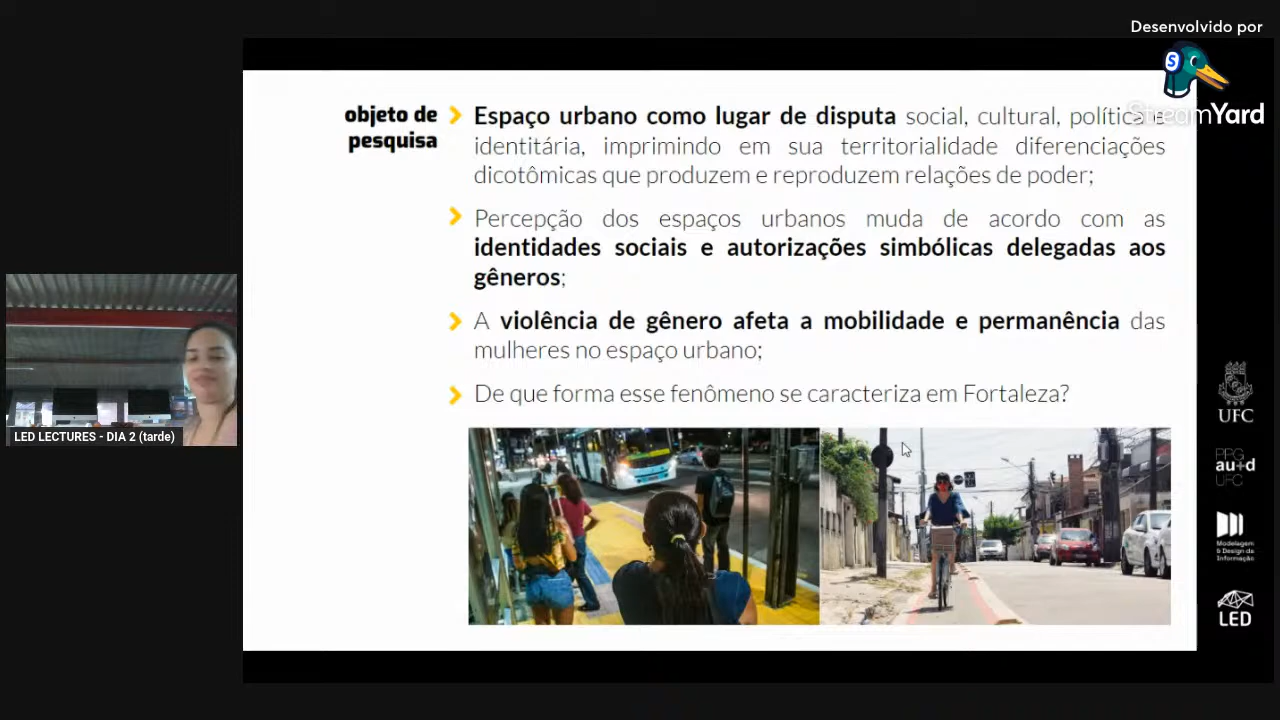 Desenvolvido por
StreamYard
objeto de
pesquisa
Espaço urbano como lugar de disputa social, cultural, política e
identitária, imprimindo em sua territorialidade diferenciações
dicotômicas que produzem e reproduzem relações de poder;
Percepção dos espaços urbanos muda de acordo com as
identidades sociais e autorizações simbólicas delegadas aos
gêneros;
A violência de gênero afeta a mobilidade e permanência das
mulheres no espaço urbano;
De que forma esse fenômeno se caracteriza em Fortaleza?
LED LECTURES - DIA 2 (tarde)
UFC
PPG
au+d
UFC
Modelagem
& Design da
Informação
LED